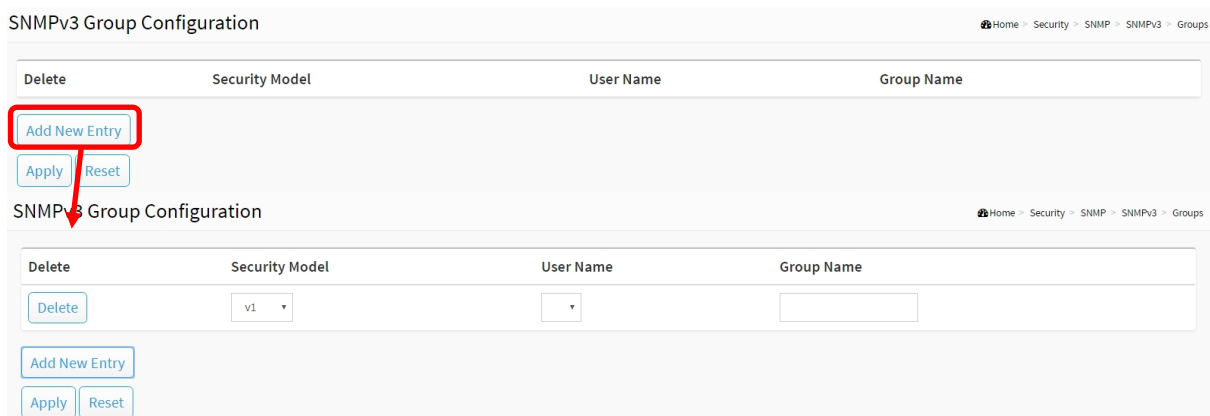 SNMPv3 Group Configuration
Home > Security > SNMP > SNMPv3 > Groups
Delete Security Model User Name Group Name
Add New Entry
Apply Reset
SNMPv3 Group Configuration
Home > Security > SNMP > SNMPv3 > Groups
Delete Security Model User Name Group Name
Delete v1
Add New Entry
Apply Reset